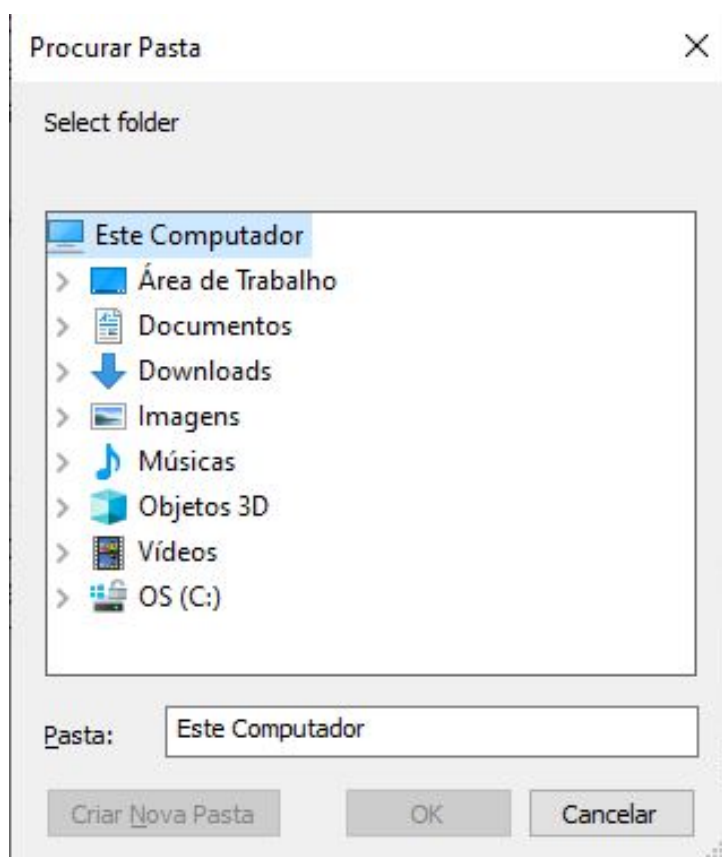 Procurar Pasta
Select folder
Este Computador
Área de Trabalho
Documentos
Downloads
Imagens
Músicas
Objetos 3D
Vídeos
OS (C:)
Pasta: Este Computador
Criar Nova Pasta OK Cancelar